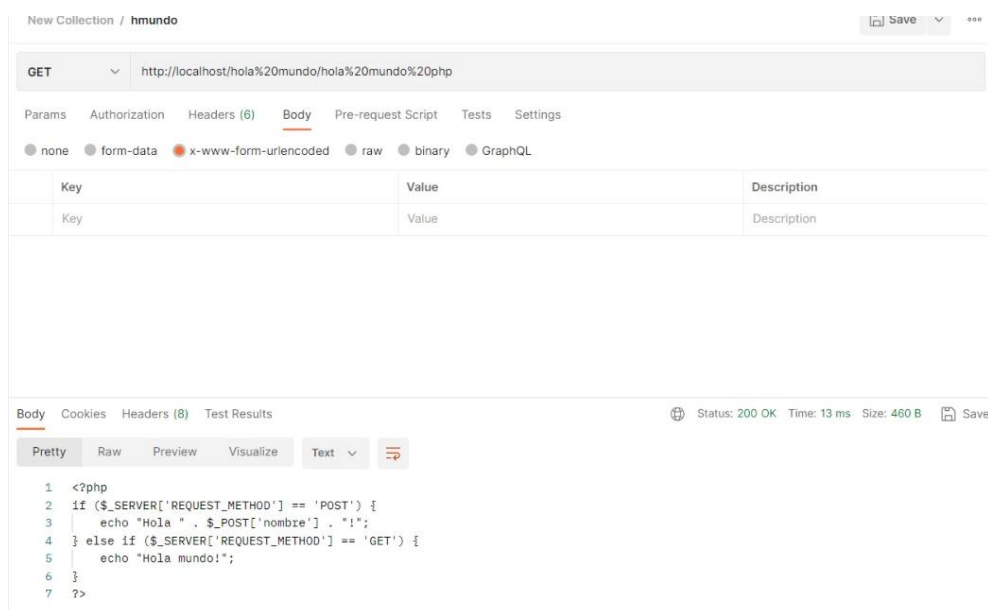 New Collection / hmundo
Save
GET http://localhost/hola%20mundo/hola%20mundo%20php
Params Authorization Headers (6) Body Pre-request Script Tests Settings
none form-data x-www-form-urlencoded raw binary GraphQL
Key Value Description
Key Value Description
Body Cookies Headers (8) Test Results Status: 200 OK Time: 13 ms Size: 460 B Save
Pretty Raw Preview Visualize Text
1 <?php
2 if ($_SERVER['REQUEST_METHOD'] == 'POST') {
3 echo "Hola " . $_POST['nombre'] . "!";
4 } else if ($_SERVER['REQUEST_METHOD'] == 'GET') {
5 echo "Hola mundo!";
6 }
7 ?>